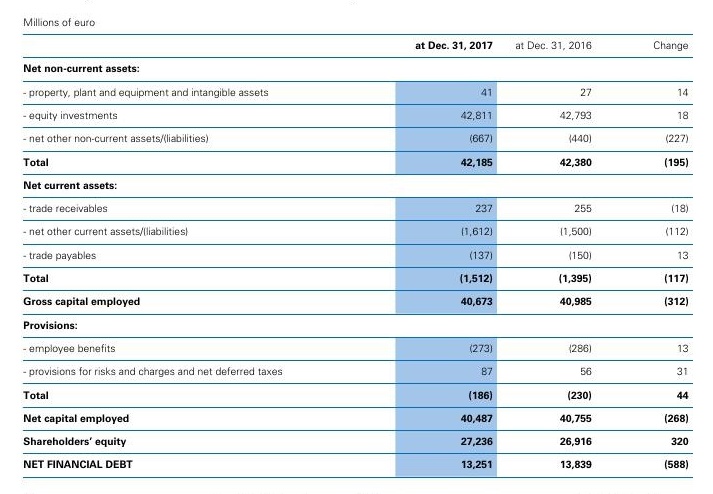 Millions of euro
at Dec. 31, 2017 at Dec. 31, 2016 Change
Net non-current assets:
- property, plant and equipment and intangible assets 41 27 14
- equity investments 42,811 42,793 18
- net other non-current assets/(liabilities) (667) (440) (227)
Total 42,185 42,380 (195)
Net current assets:
- trade receivables 237 255 (18)
- net other current assets/(liabilities) (1,612) (1,500) (112)
- trade payables (137) (150) 13
Total (1,512) (1,395) (117)
Gross capital employed 40,673 40,985 (312)
Provisions:
- employee benefits (273) (286) 13
- provisions for risks and charges and net deferred taxes 87 56 31
Total (186) (230) 44
Net capital employed 40,487 40,755 (268)
Shareholders' equity 27,236 26,916 320
NET FINANCIAL DEBT 13,251 13,839 (588)